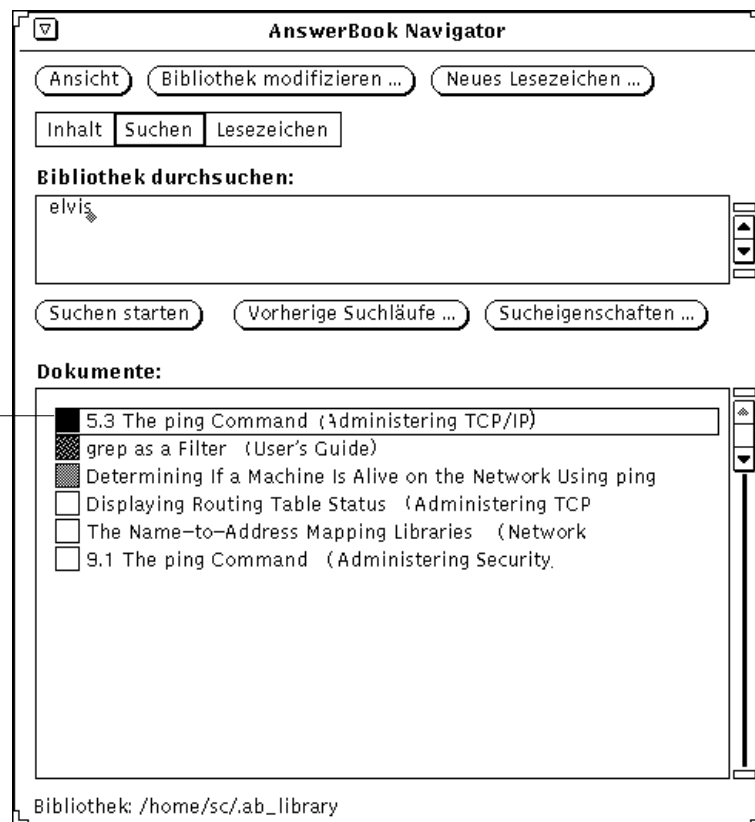 AnswerBook Navigator
Ansicht Bibliothek modifizieren ... Neues Lesezeichen ...
Inhalt Suchen Lesezeichen
Bibliothek durchsuchen:
elvis
Suchen starten Vorherige Suchläufe ... Sucheigenschaften ...
Dokumente:
5.3 The ping Command (Administering TCP/IP)
grep as a Filter (User's Guide)
Determining If a Machine Is Alive on the Network Using ping
Displaying Routing Table Status (Administering TCP
The Name-to-Address Mapping Libraries (Network
9.1 The ping Command (Administering Security
Bibliothek: /home/sc/.ab_library